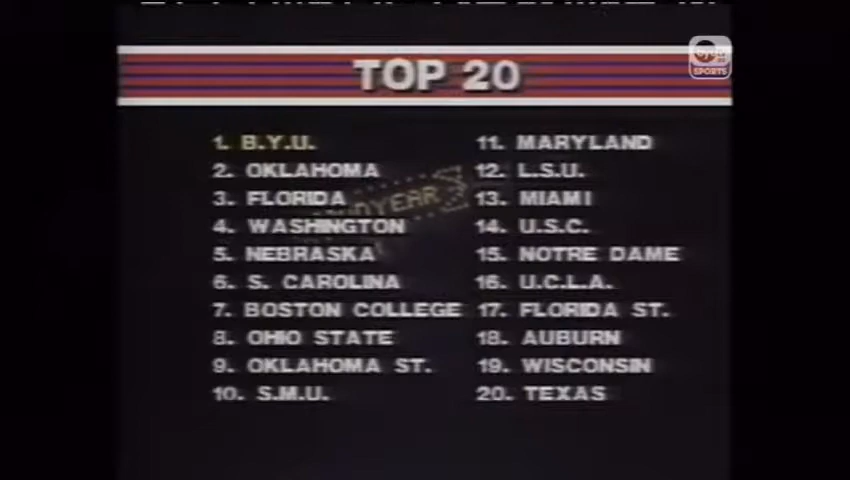 TOP 20
byutv
SPORTS
1. B.Y.U.
2. OKLAHOMA
3. FLORIDA
4. WASHINGTON
5. NEBRASKA
6. S. CAROLINA
7. BOSTON COLLEGE
8. OHIO STATE
9. OKLAHOMA ST.
10. S.M.U.
11. MARYLAND
12. L.S.U.
13. MIAMI
14. U.S.C.
15. NOTRE DAME
16. U.C.L.A.
17. FLORIDA ST.
18. AUBURN
19. WISCONSIN
20. TEXAS